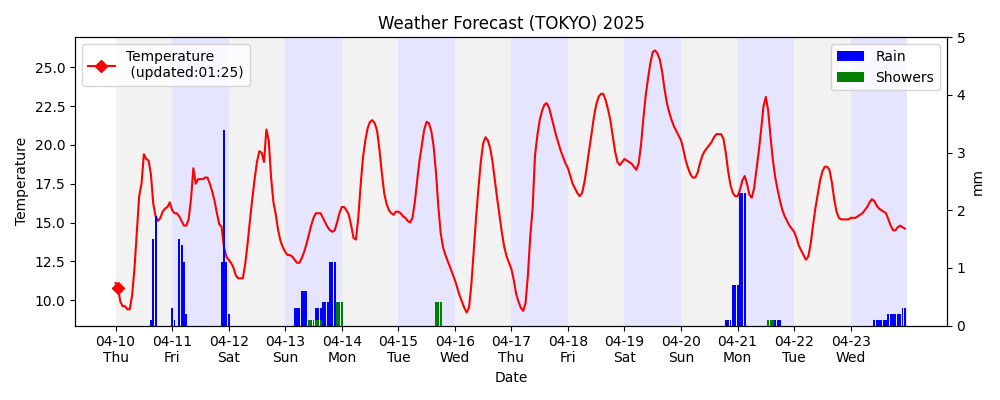 Weather Forecast (TOKYO) 2025
Temperature
(updated:01:25)
Rain
Showers
Temperature
25.0
22.5
20.0
17.5
15.0
12.5
10.0
5
4
3
2
1
0
mm
04-10 04-11 04-12 04-13 04-14 04-15 04-16 04-17 04-18 04-19 04-20 04-21 04-22 04-23
Thu Fri Sat Sun Mon Tue Wed Thu Fri Sat Sun Mon Tue Wed
Date